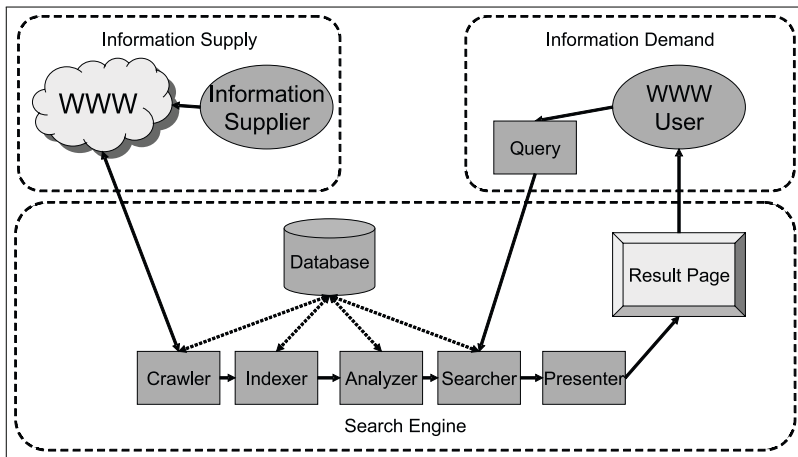 Information Supply
Information Demand
WWW
Information
Supplier
WWW
User
Query
Database
Result Page
Crawler
Indexer
Analyzer
Searcher
Presenter
Search Engine